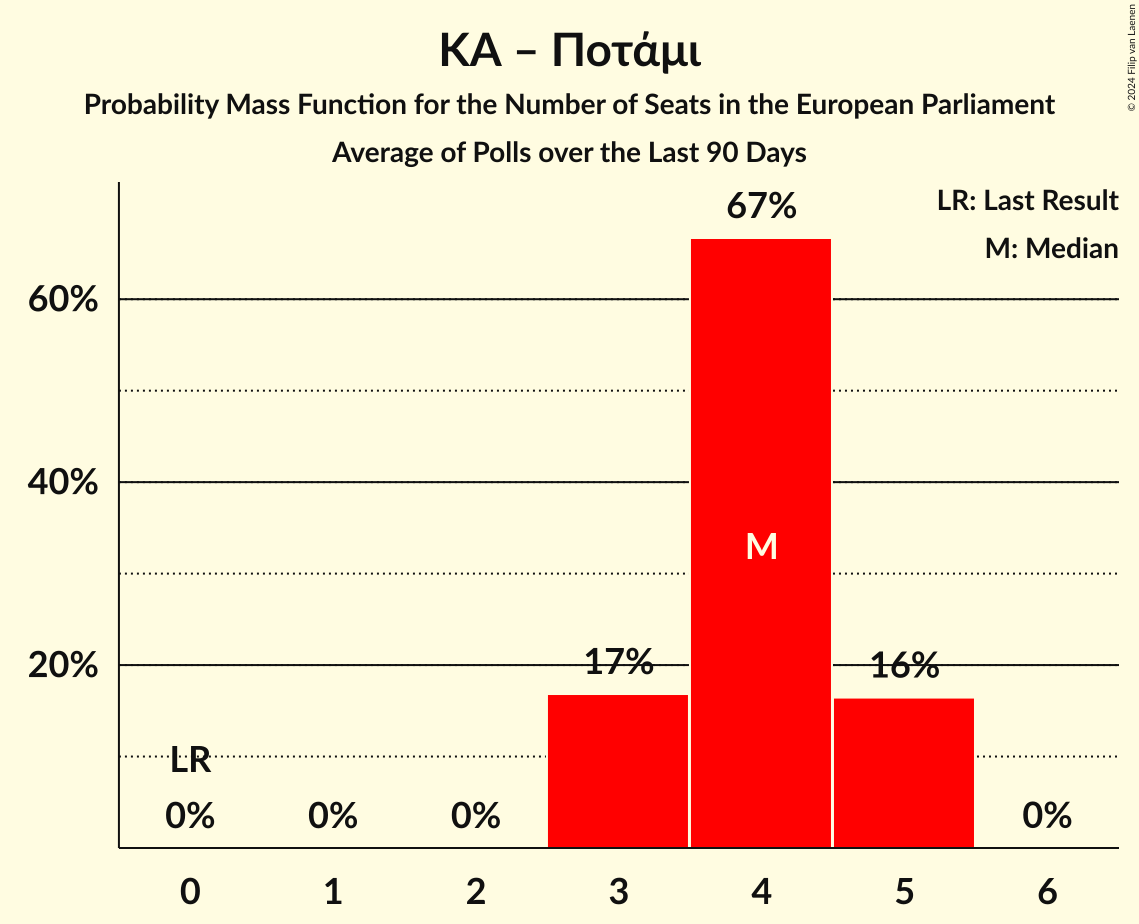 ΚΑ – Ποτάμι
Probability Mass Function for the Number of Seats in the European Parliament
Average of Polls over the Last 90 Days
© 2024 Filip van Laenen
LR: Last Result
M: Median
67%
60%
40%
M
20%
17%
16%
LR
0%
0%
0%
0%
0
1
2
3
4
5
6